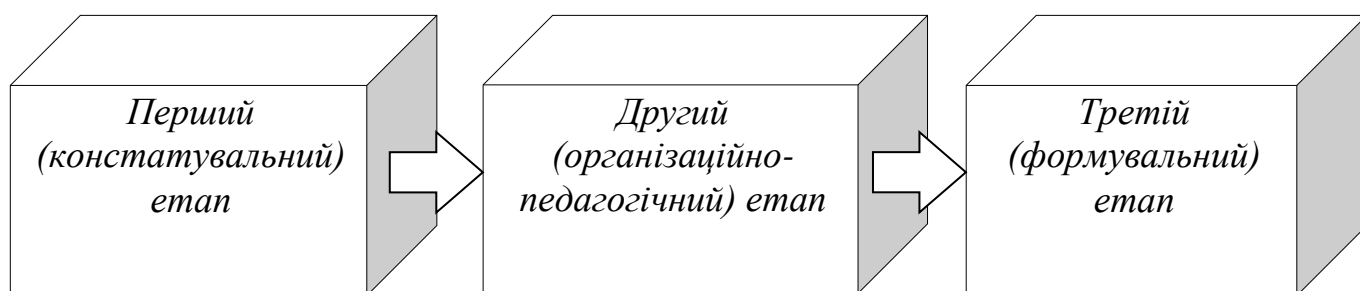 Перший
(констатувальний)
етап
Другий
(організаційно-
педагогічний) етап
Третій
(формувальний)
етап